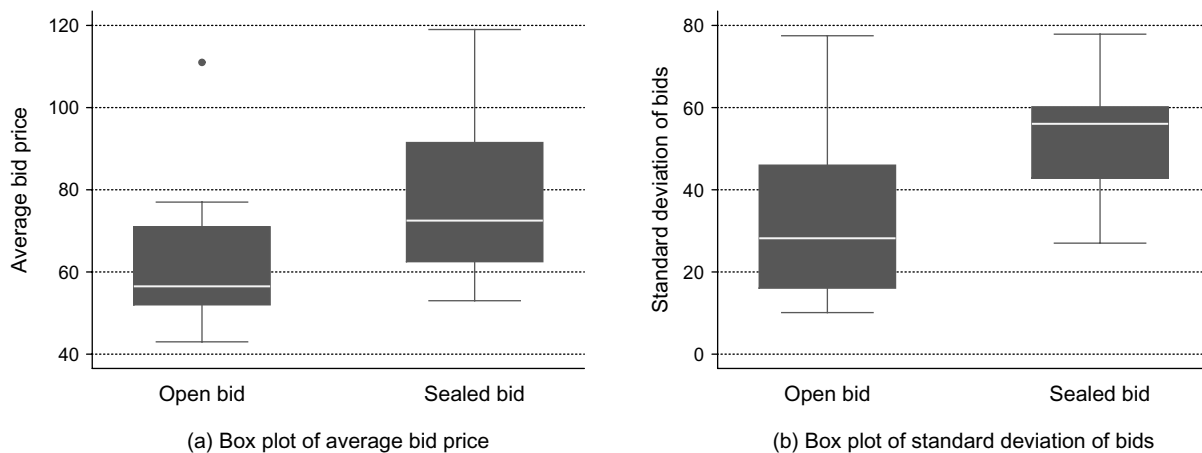 120
100
80
60
40
Average bid price
Open bid
Sealed bid
(a) Box plot of average bid price
80
60
40
20
0
Standard deviation of bids
Open bid
Sealed bid
(b) Box plot of standard deviation of bids